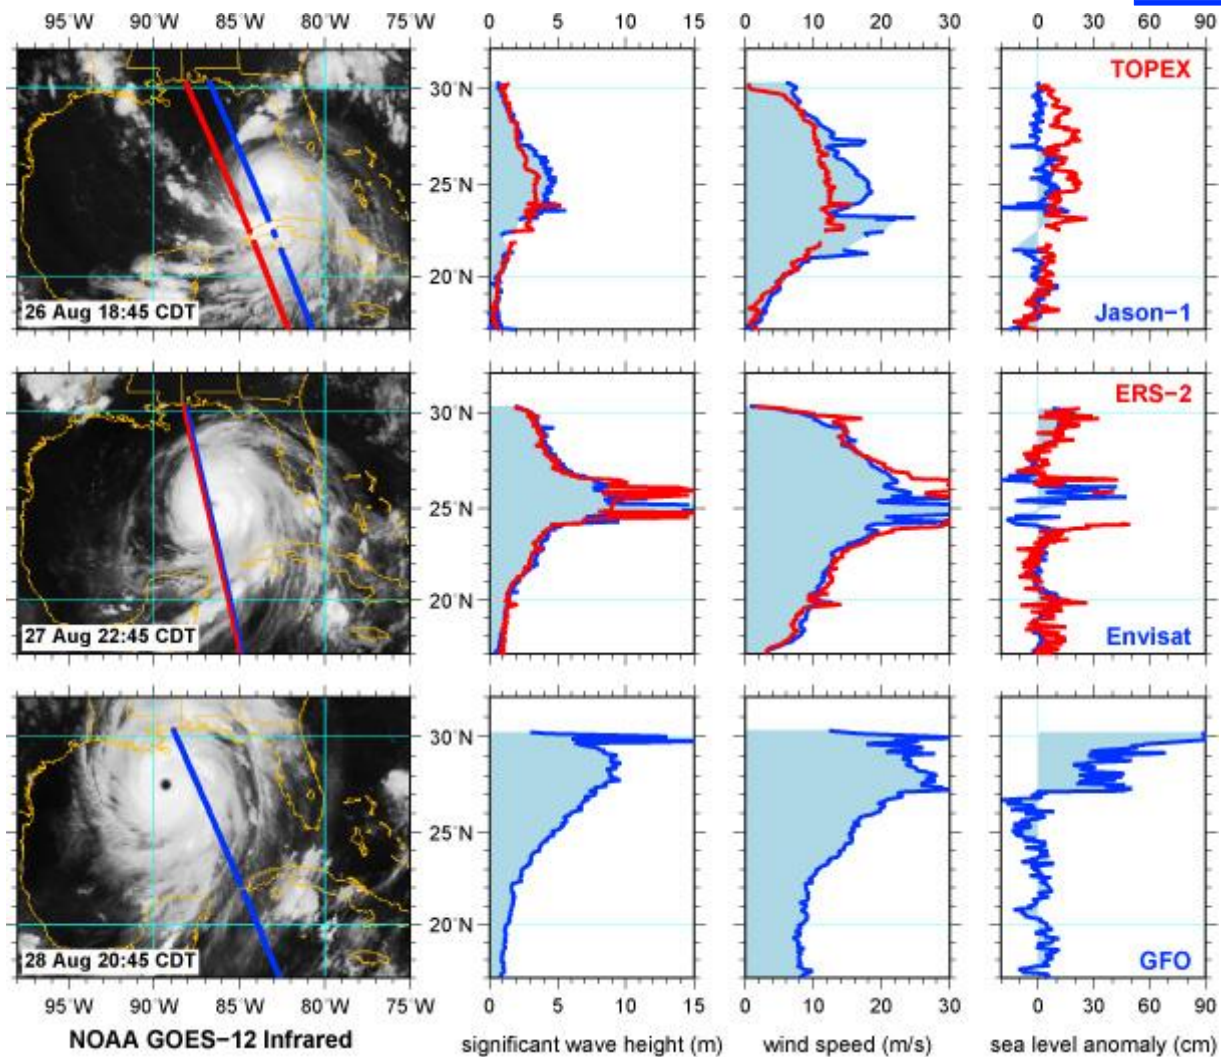 95°W 90°W 85°W 80°W 75°W 0 5 10 15 0 10 20 30 0 30 60 90
30°N
25°N
20°N
TOPEX
Jason-1
26 Aug 18:45 CDT
30°N
25°N
20°N
ERS-2
Envisat
27 Aug 22:45 CDT
30°N
25°N
20°N
GFO
28 Aug 20:45 CDT
95°W 90°W 85°W 80°W 75°W 0 5 10 15 0 10 20 30 0 30 60 90
NOAA GOES-12 Infrared significant wave height (m) wind speed (m/s) sea level anomaly (cm)